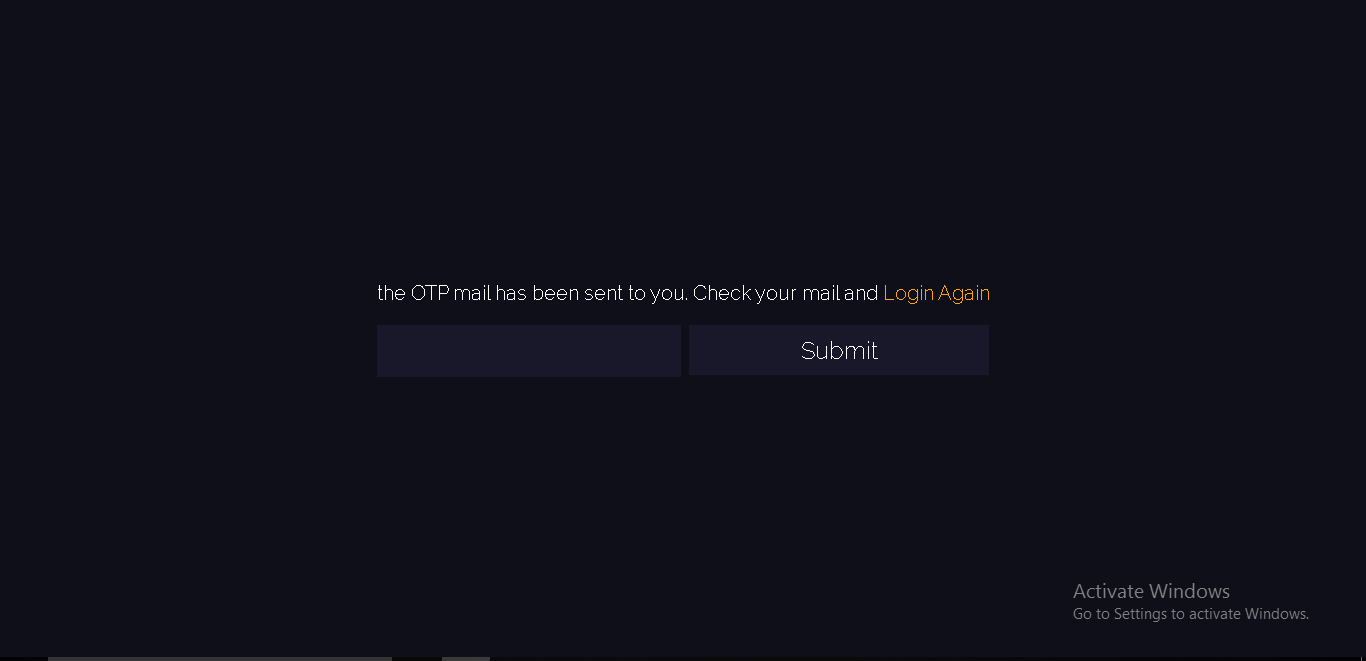 the OTP mail has been sent to you. Check your mail and Login Again
Submit
Activate Windows
Go to Settings to activate Windows.